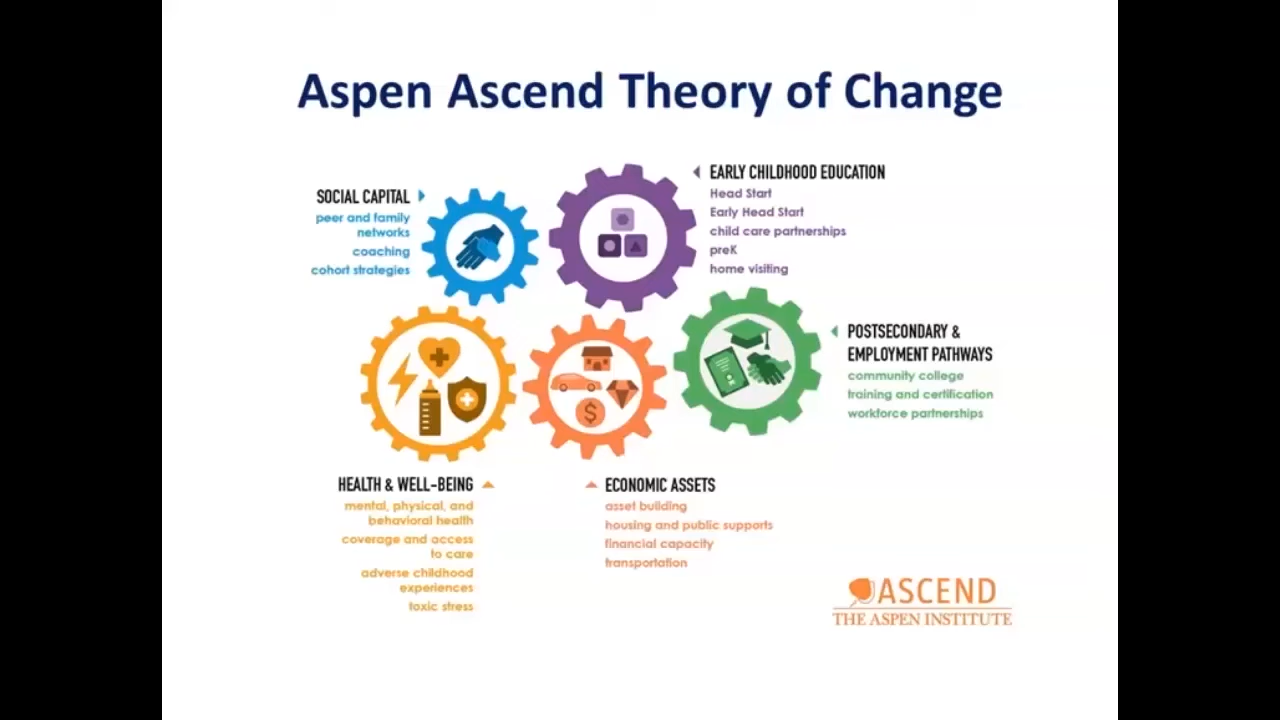 Aspen Ascend Theory of Change
SOCIAL CAPITAL
peer and family
networks
coaching
cohort strategies
EARLY CHILDHOOD EDUCATION
Head Start
Early Head Start
child care partnerships
preK
home visiting
POSTSECONDARY &
EMPLOYMENT PATHWAYS
community college
training and certification
workforce partnerships
$
HEALTH & WELL-BEING
mental, physical, and
behavioral health
coverage and access
to care
adverse childhood
experiences
toxic stress
ECONOMIC ASSETS
asset building
housing and public supports
financial capacity
transportation
ASCEND
THE ASPEN INSTITUTE